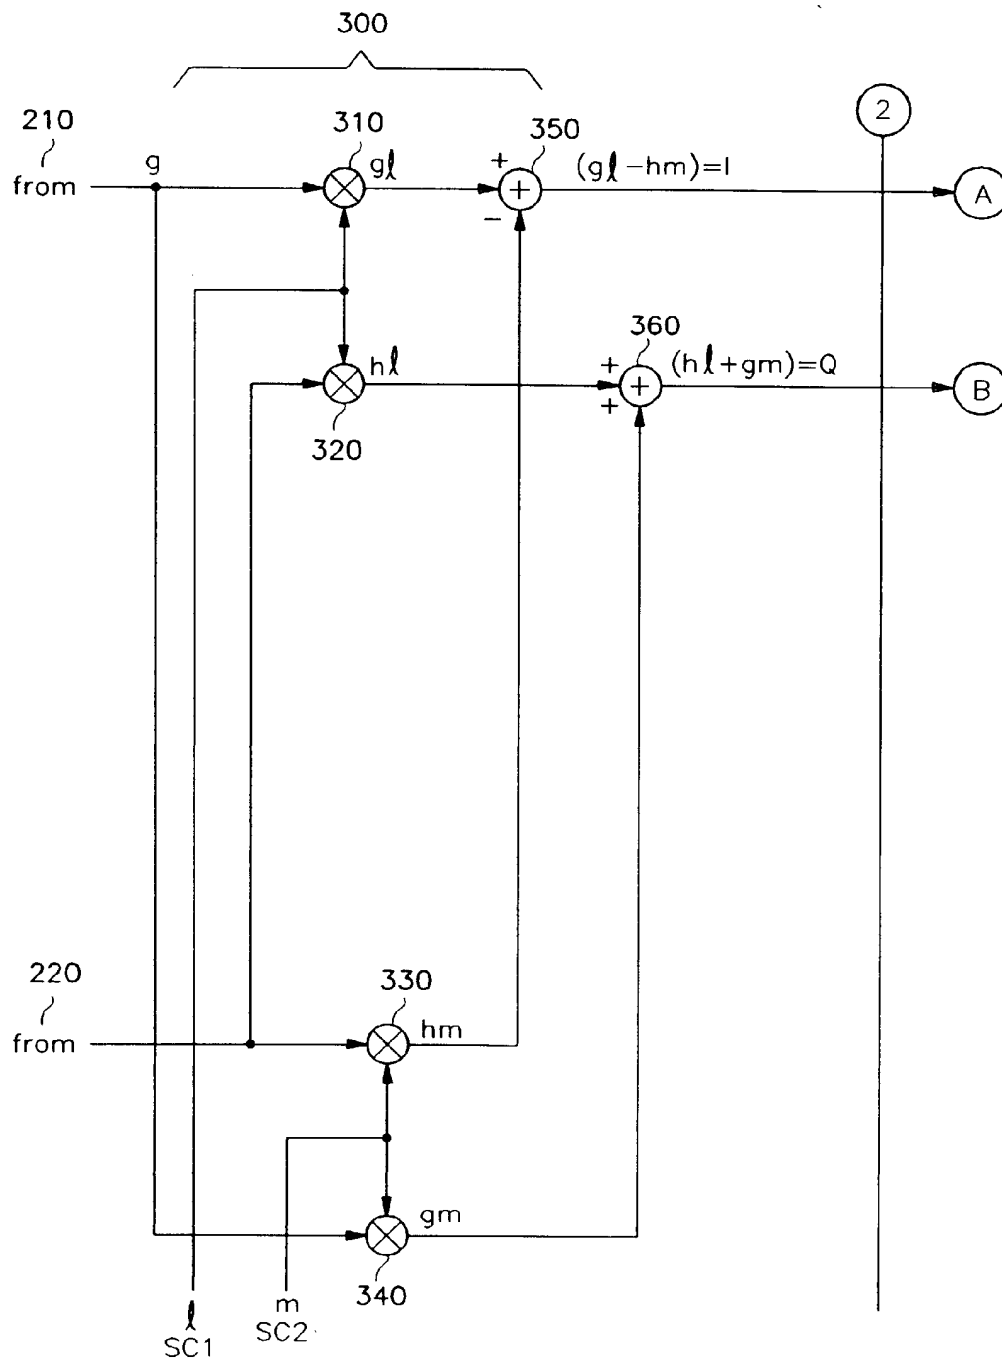 300
210
from
g
310
gℓ
350
+
+
−
(gℓ−hm)=I
2
A
hℓ
320
360
+
+
+
(hℓ+gm)=Q
B
220
from
330
hm
gm
340
ℓ
SC1
m
SC2